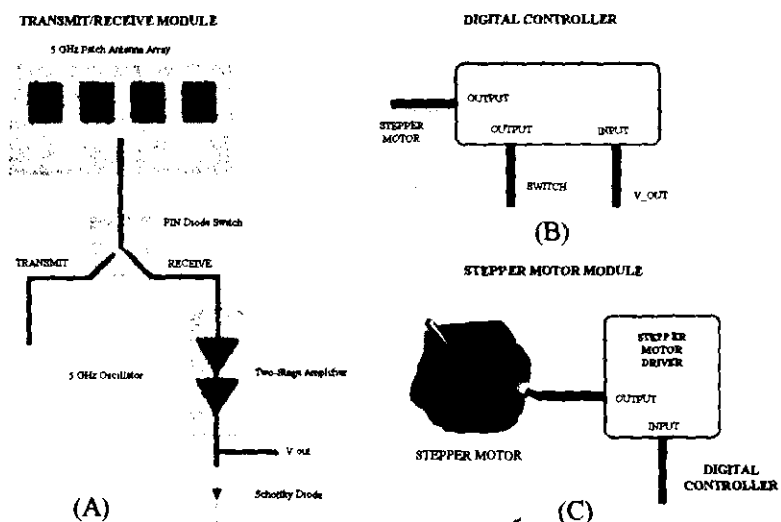 TRANSMIT/RECEIVE MODULE
5 GHz Patch Antenna Array
PIN Diode Switch
TRANSMIT
RECEIVE
5 GHz Oscillator
Two-Stage Amplifier
V out
Schottky Diode
(A)
DIGITAL CONTROLLER
OUTPUT
STEPPER
MOTOR
OUTPUT
INPUT
SWITCH
V_OUT
(B)
STEPPER MOTOR MODULE
STEPPER
MOTOR
DRIVER
OUTPUT
INPUT
STEPPER MOTOR
DIGITAL
CONTROLLER
(C)